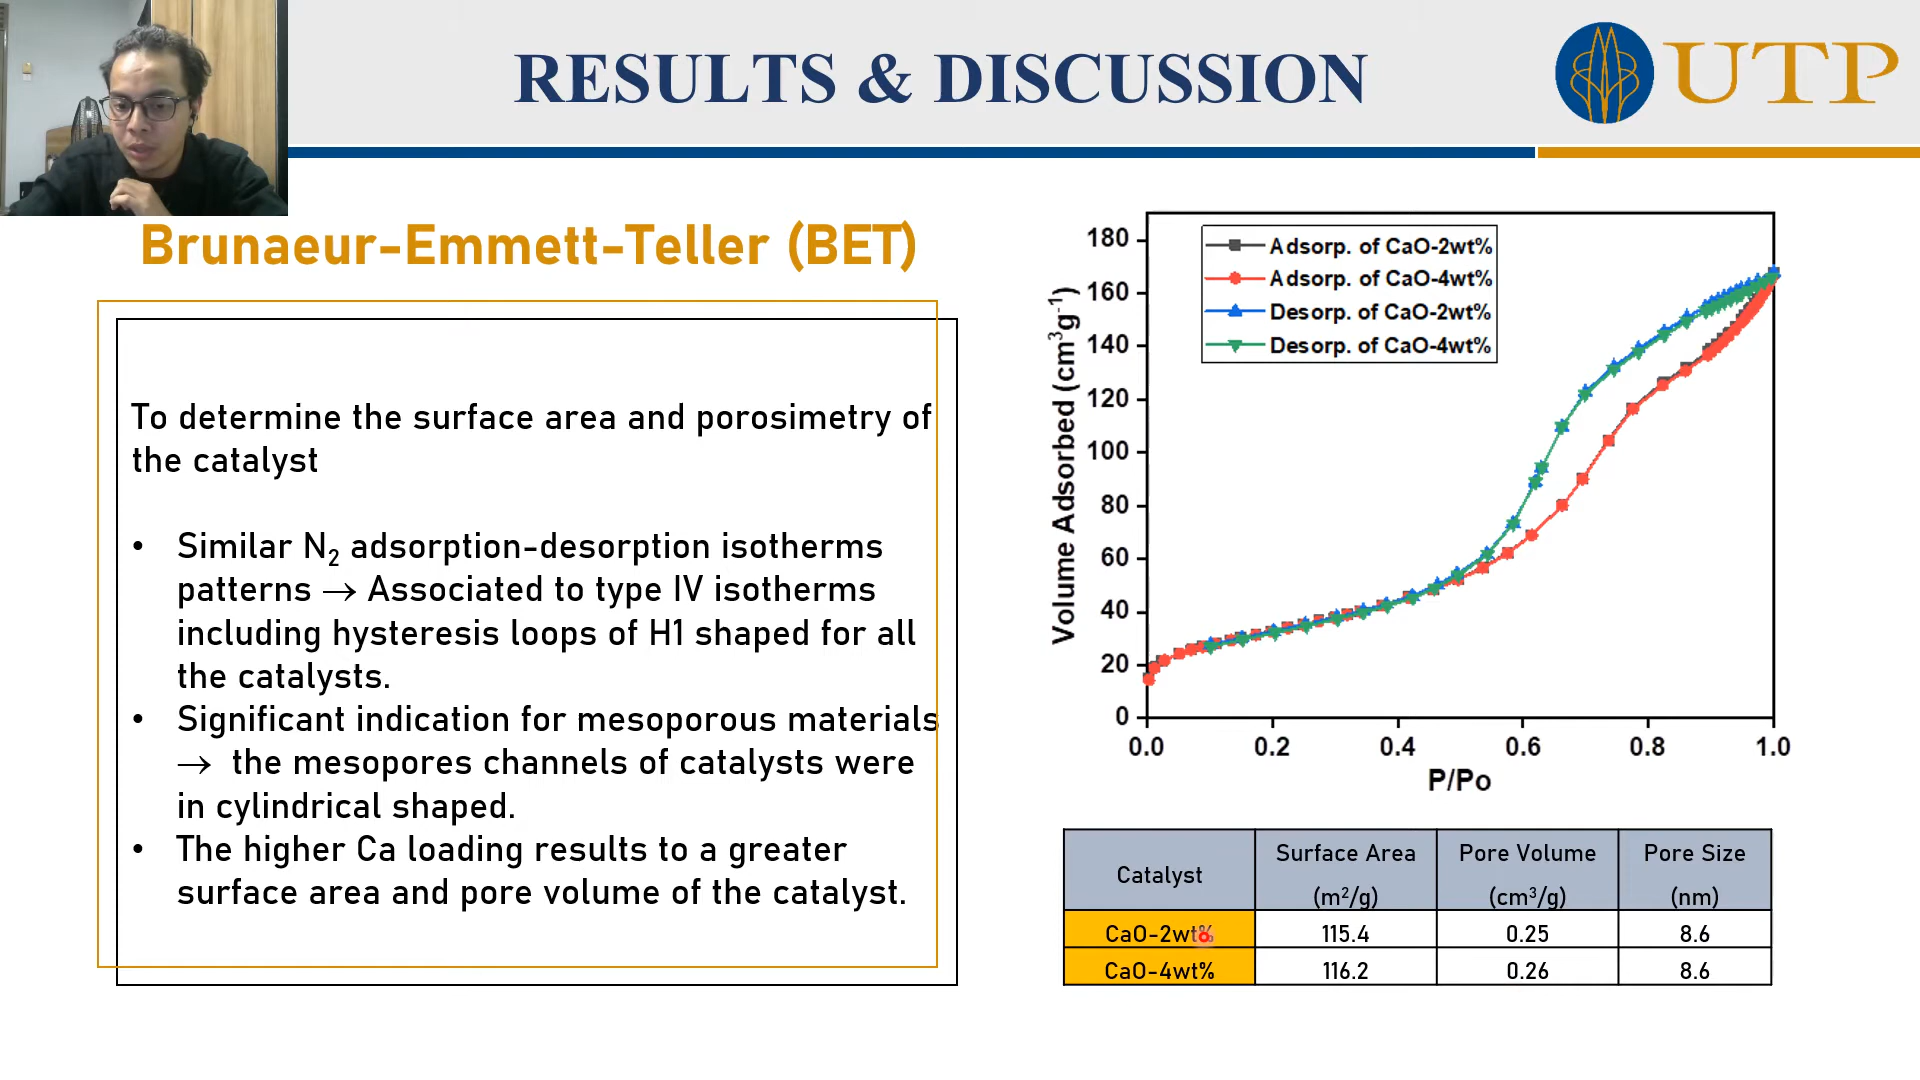 RESULTS & DISCUSSION
UTP
Brunaeur-Emmett-Teller (BET)
To determine the surface area and porosimetry of
the catalyst
• Similar N₂ adsorption-desorption isotherms
patterns → Associated to type IV isotherms
including hysteresis loops of H1 shaped for all
the catalysts.
• Significant indication for mesoporous materials
→ the mesopores channels of catalysts were
in cylindrical shaped.
• The higher Ca loading results to a greater
surface area and pore volume of the catalyst.
Volume Adsorbed (cm³g⁻¹)
180
160
140
120
100
80
60
40
20
0
Adsorp. of CaO-2wt%
Adsorp. of CaO-4wt%
Desorp. of CaO-2wt%
Desorp. of CaO-4wt%
0.0 0.2 0.4 0.6 0.8 1.0
P/Po
Catalyst Surface Area (m²/g) Pore Volume (cm³/g) Pore Size (nm)
CaO-2wt% 115.4 0.25 8.6
CaO-4wt% 116.2 0.26 8.6